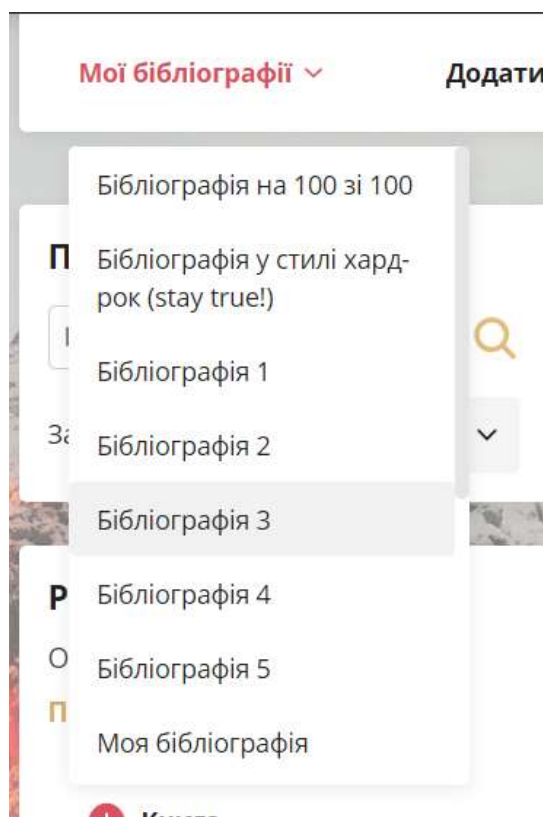 Мої бібліографії
Додати
Бібліографія на 100 зі 100
Бібліографія у стилі хард-
рок (stay true!)
Бібліографія 1
Бібліографія 2
Бібліографія 3
Бібліографія 4
Бібліографія 5
Моя бібліографія